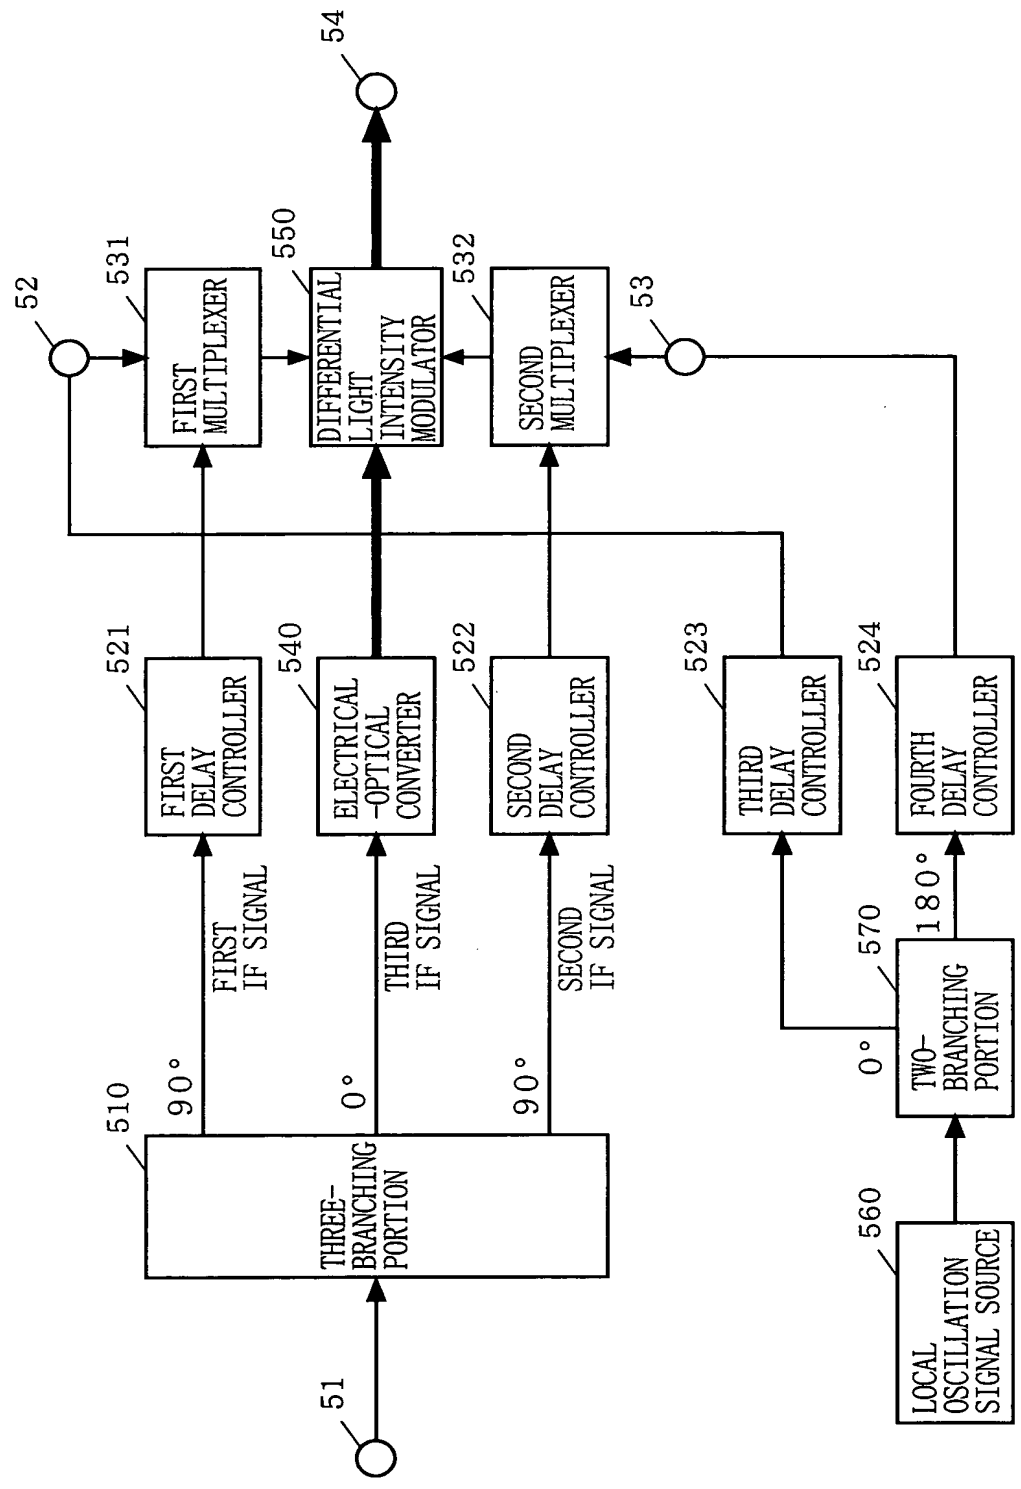 54
52
531
FIRST
MULTIPLEXER
550
DIFFERENTIAL
LIGHT
INTENSITY
MODULATOR
532
SECOND
MULTIPLEXER
53
521
FIRST
DELAY
CONTROLLER
540
ELECTRICAL
-OPTICAL
CONVERTER
522
SECOND
DELAY
CONTROLLER
523
THIRD
DELAY
CONTROLLER
524
FOURTH
DELAY
CONTROLLER
FIRST
IF SIGNAL
THIRD
IF SIGNAL
SECOND
IF SIGNAL
180°
570
0°
TWO-
BRANCHING
PORTION
510
90°
0°
90°
THREE-
BRANCHING
PORTION
560
LOCAL
OSCILLATION
SIGNAL SOURCE
51